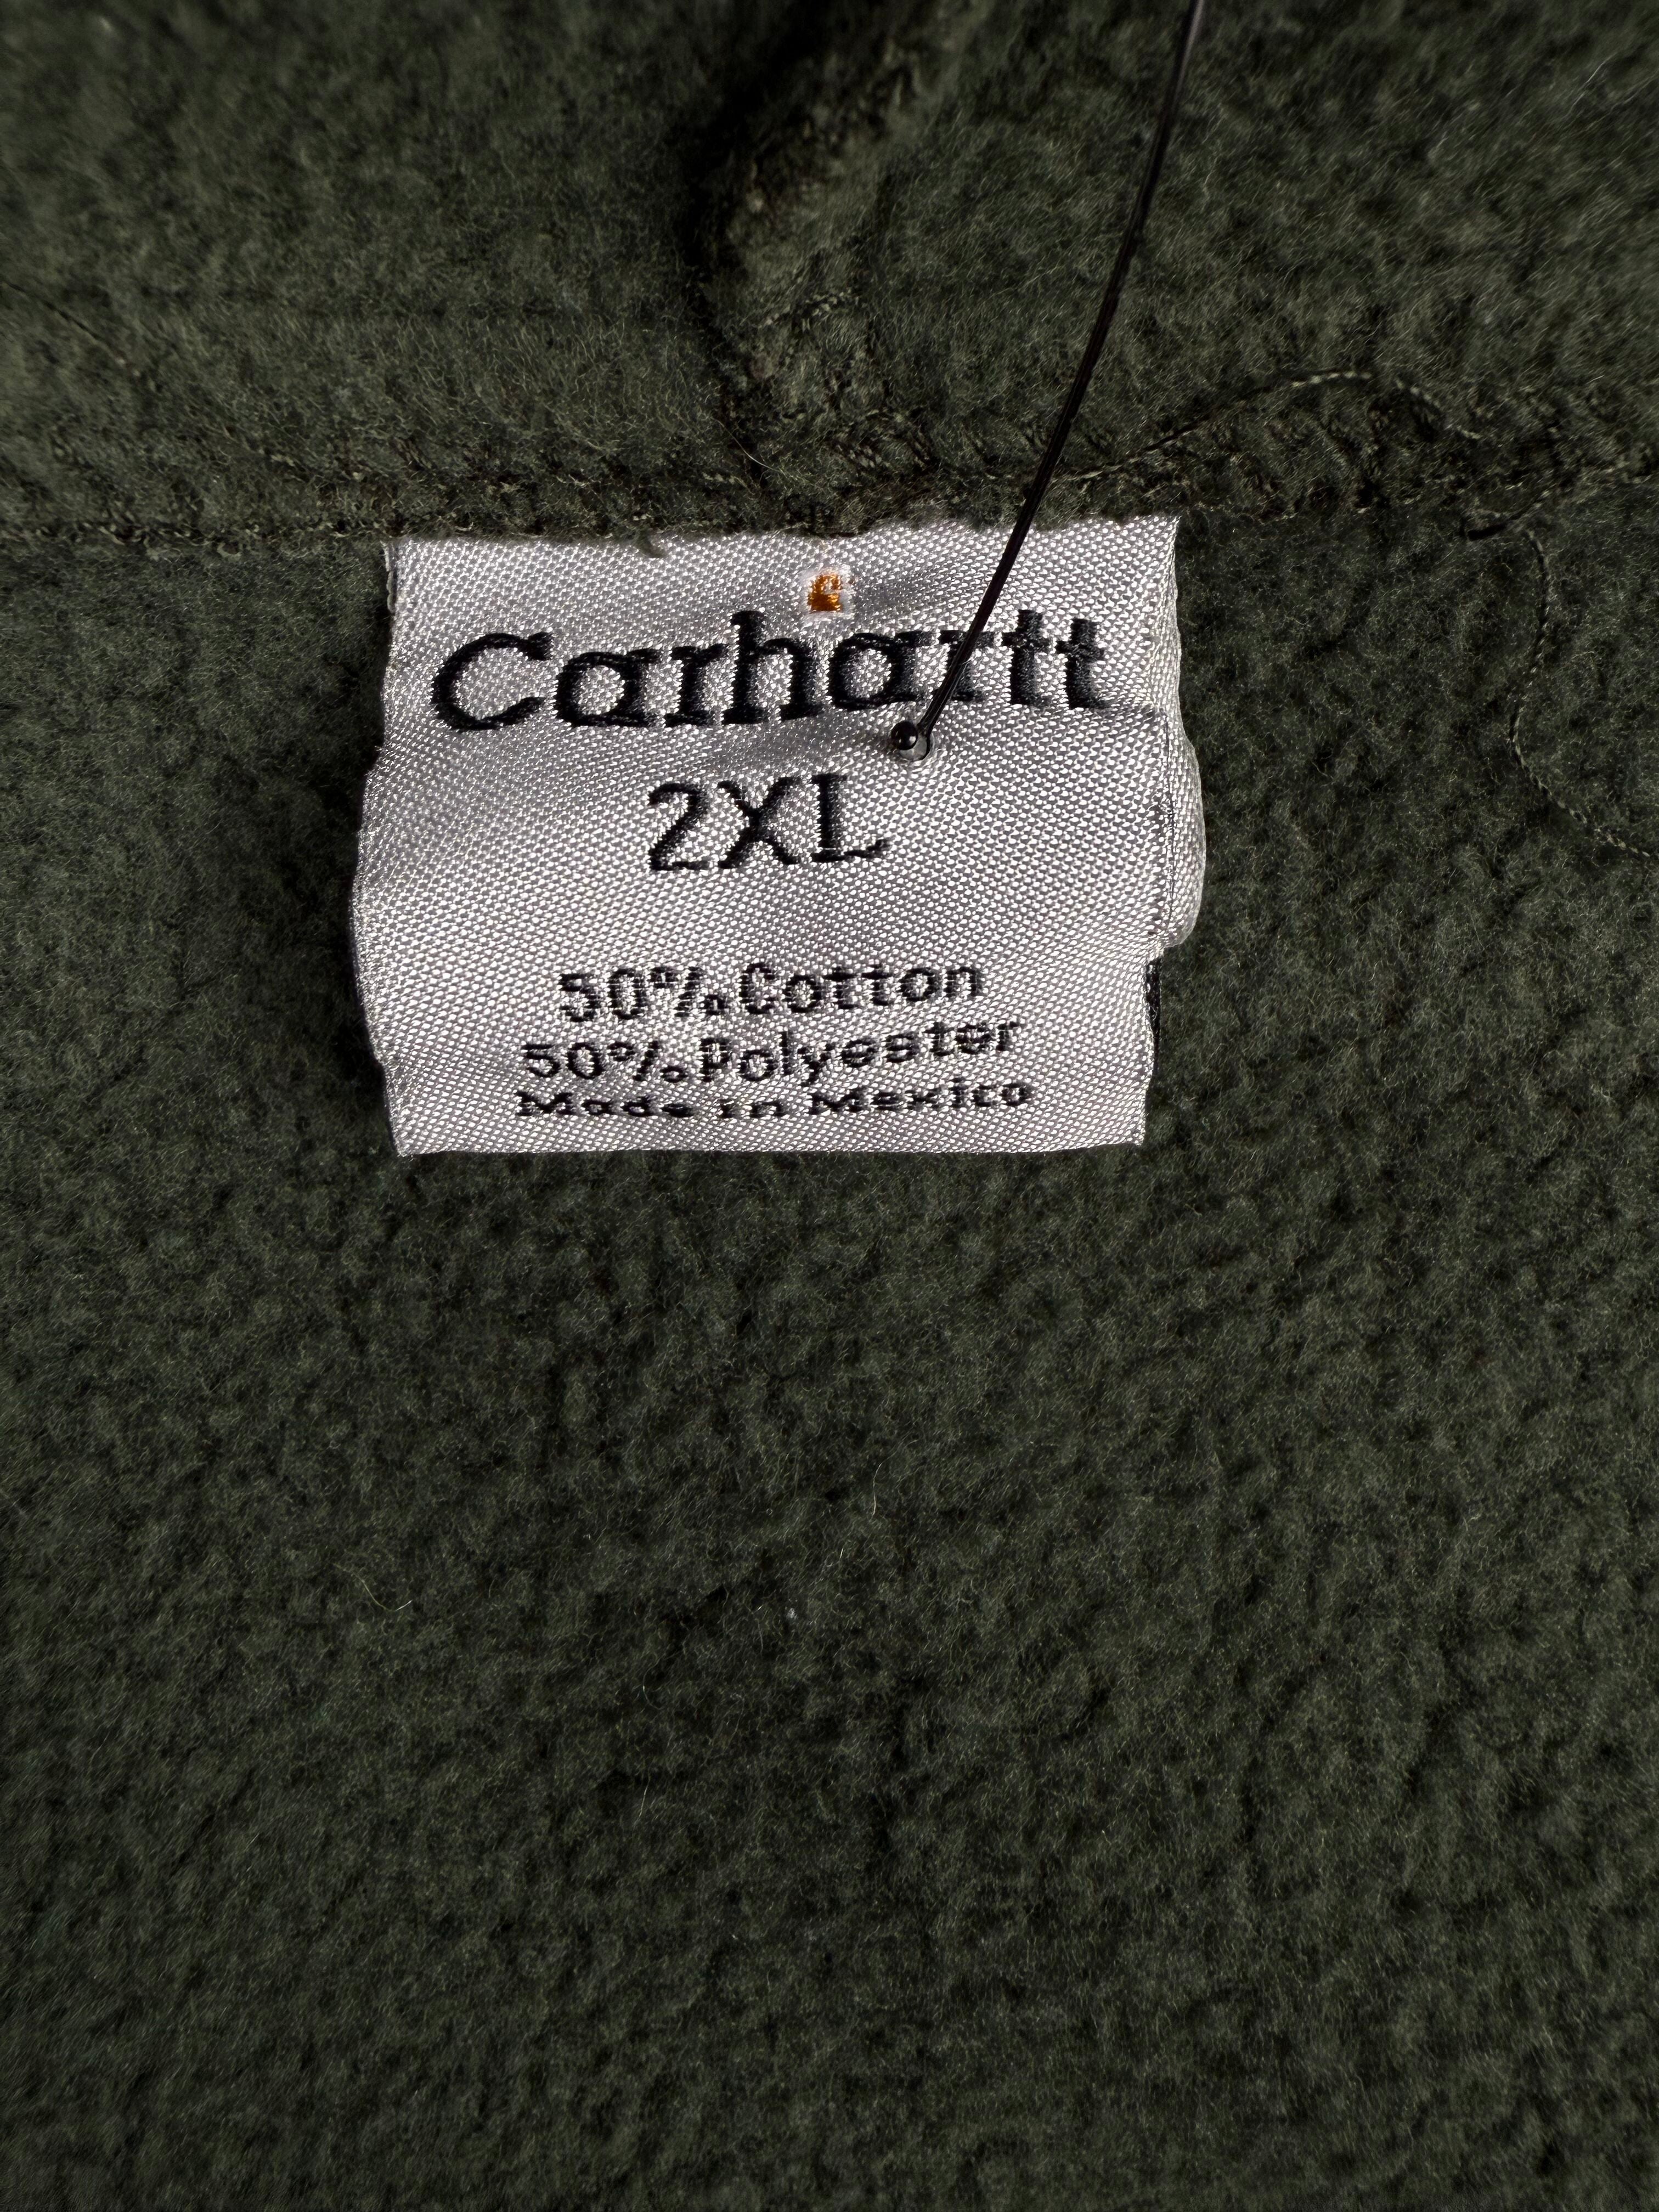 Carhartt
2XL
50% Cotton
50% Polyester
Made in Mexico